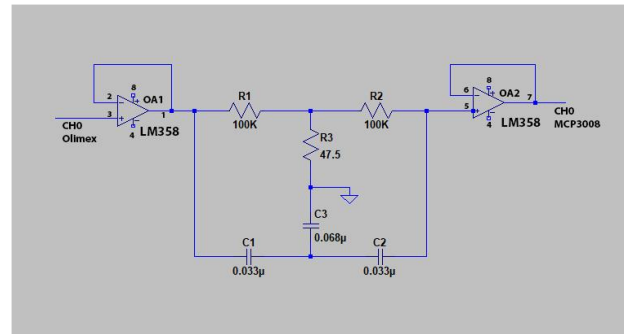 8
2
OA1
3
1
4
LM358
CH0
Olimex
R1
100K
R2
100K
R3
47.5
C3
0.068µ
C1
0.033µ
C2
0.033µ
8
6
OA2
5
7
4
LM358
CH0
MCP3008